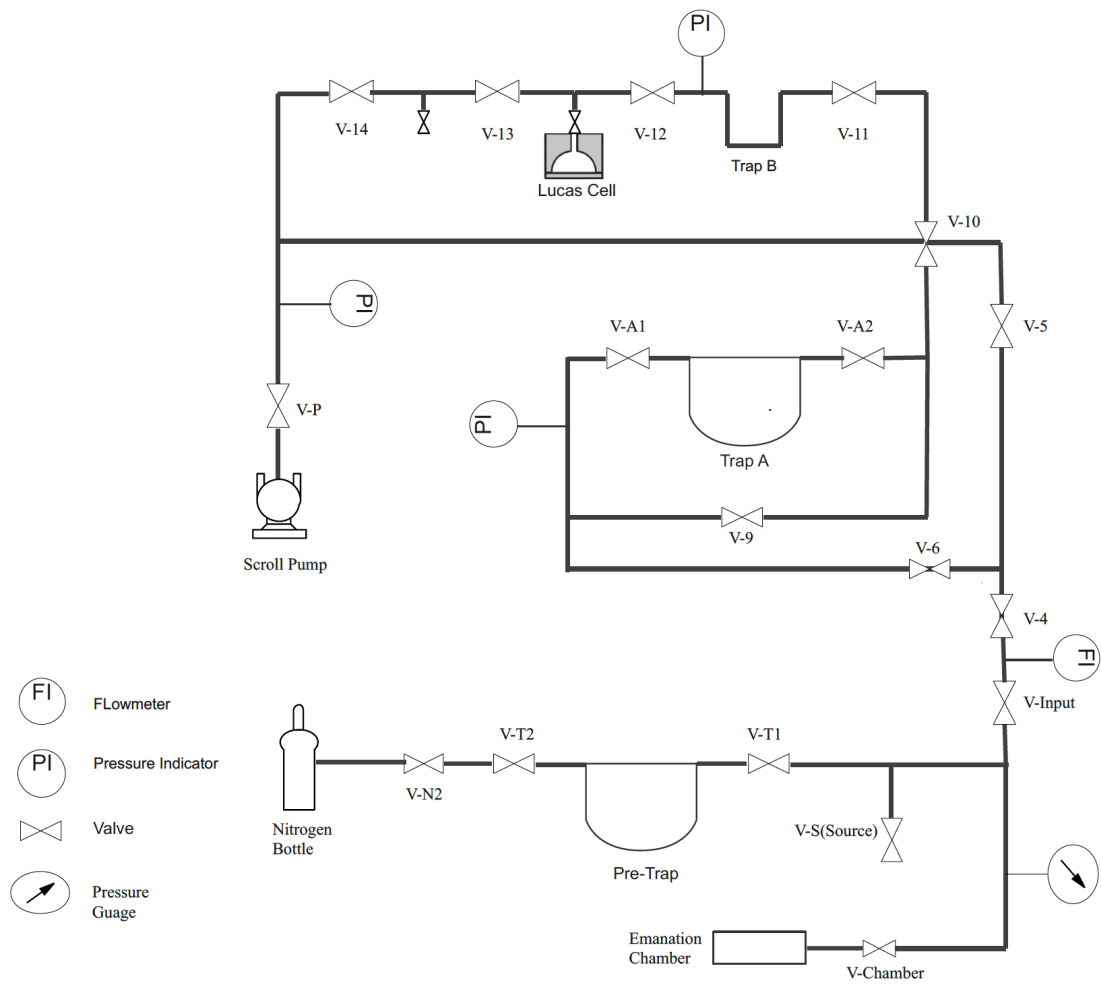 PI
V-14
V-13
V-12
V-11
Trap B
Lucas Cell
V-10
PI
V-A1
V-A2
V-5
V-P
PI
Trap A
V-9
V-6
Scroll Pump
V-4
FI
V-Input
FI
FLowmeter
PI
Pressure Indicator
Valve
Pressure
Guage
V-T2
V-T1
V-N2
Nitrogen
Bottle
V-S(Source)
Pre-Trap
Emanation
Chamber
V-Chamber